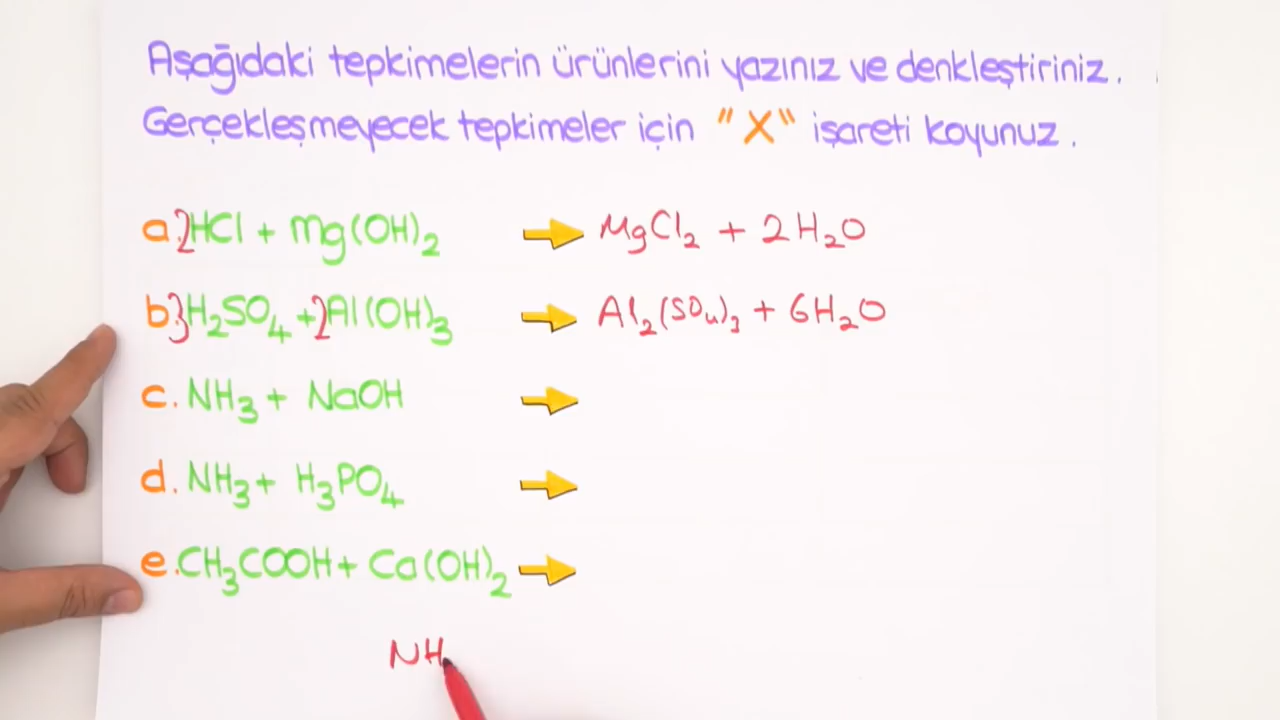 Aşağıdaki tepkimelerin ürünlerini yazınız ve denkleştiriniz.
Gerçekleşmeyecek tepkimeler için "X" işareti koyunuz.
a. 2HCl + Mg(OH)₂ → MgCl₂ + 2H₂O
b. 3H₂SO₄ + 2Al(OH)₃ → Al₂(SO₄)₃ + 6H₂O
c. NH₃ + NaOH →
d. NH₃ + H₃PO₄ →
e. CH₃COOH + Ca(OH)₂ →
NH